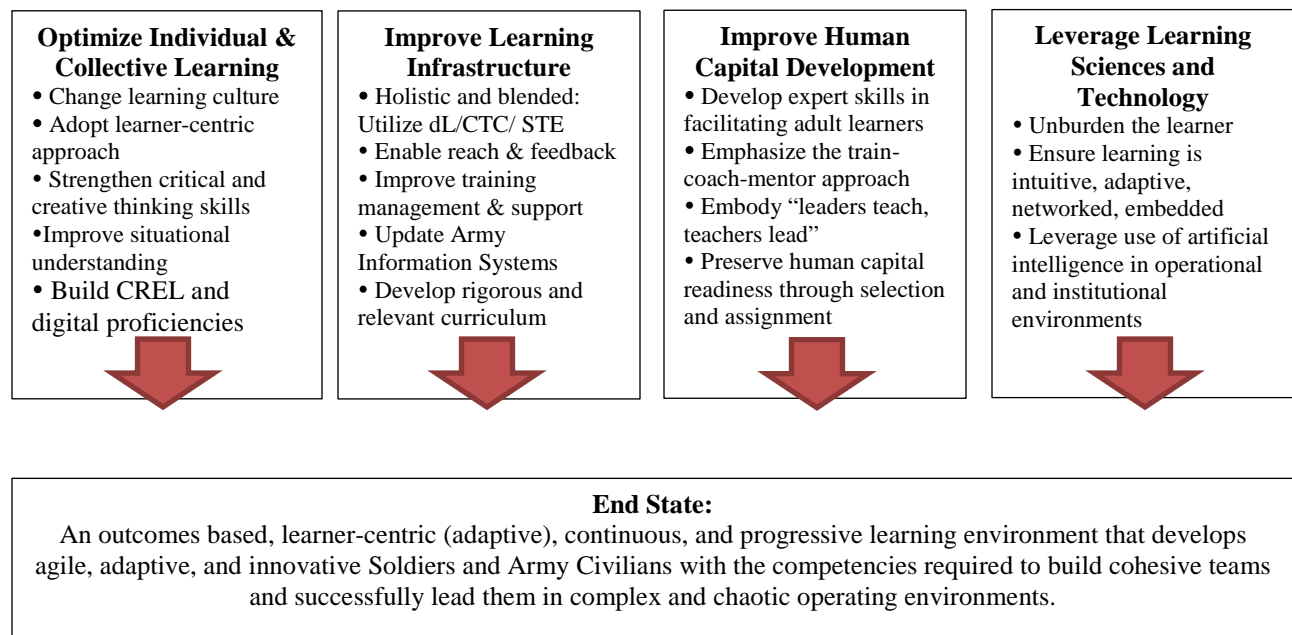 Optimize Individual &
Collective Learning
• Change learning culture
• Adopt learner-centric
approach
• Strengthen critical and
creative thinking skills
•Improve situational
understanding
• Build CREL and
digital proficiencies
Improve Learning
Infrastructure
• Holistic and blended:
Utilize dL/CTC/ STE
• Enable reach & feedback
• Improve training
management & support
• Update Army
Information Systems
• Develop rigorous and
relevant curriculum
Improve Human
Capital Development
• Develop expert skills in
facilitating adult learners
• Emphasize the train-
coach-mentor approach
• Embody “leaders teach,
teachers lead”
• Preserve human capital
readiness through selection
and assignment
Leverage Learning
Sciences and
Technology
• Unburden the learner
• Ensure learning is
intuitive, adaptive,
networked, embedded
• Leverage use of artificial
intelligence in operational
and institutional
environments
End State:
An outcomes based, learner-centric (adaptive), continuous, and progressive learning environment that develops
agile, adaptive, and innovative Soldiers and Army Civilians with the competencies required to build cohesive teams
and successfully lead them in complex and chaotic operating environments.